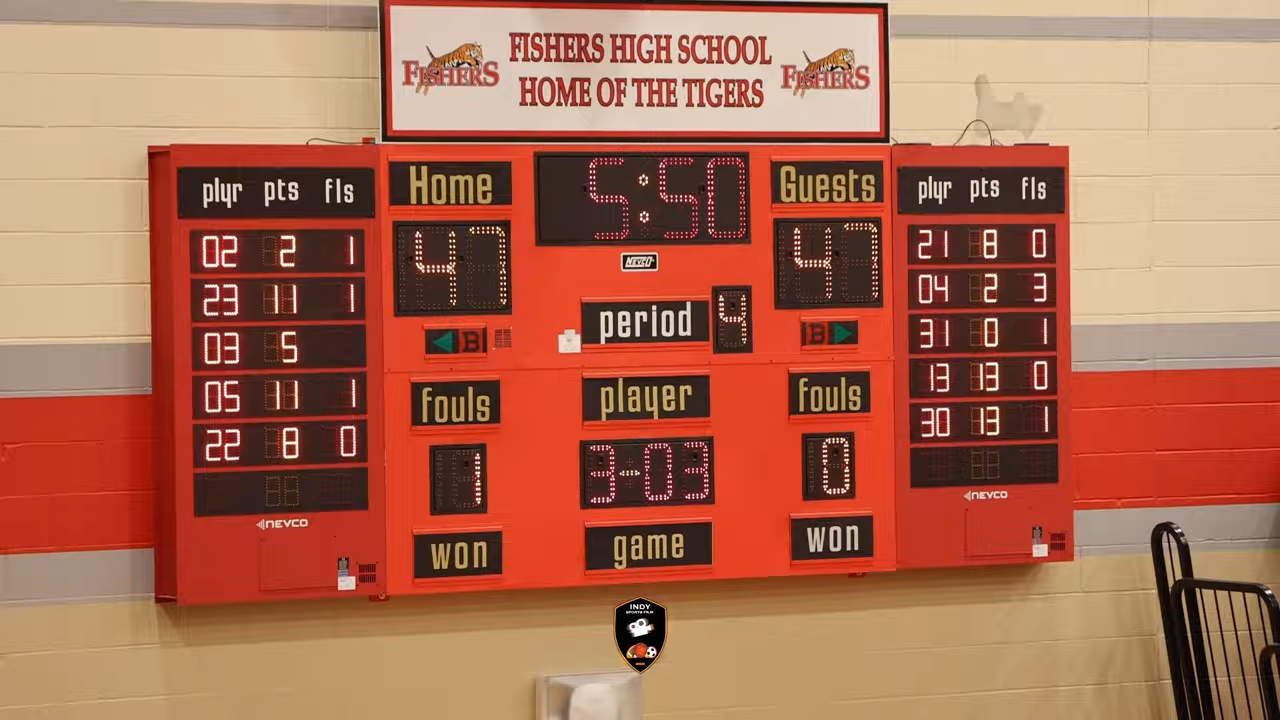 FISHERS HIGH SCHOOL
HOME OF THE TIGERS
FISHERS
FISHERS
plyr pts fls
02 2 1
23 11 1
03 5
05 11 1
22 8 0
NEVCO
Home
47
B
fouls
1
won
5:50
NEVCO
period 4
player
3-03
game
Guests
47
B
fouls
0
won
plyr pts fls
21 8 0
04 2 3
31 0 1
13 13 0
30 13 1
NEVCO
INDY
SPORTS FILM